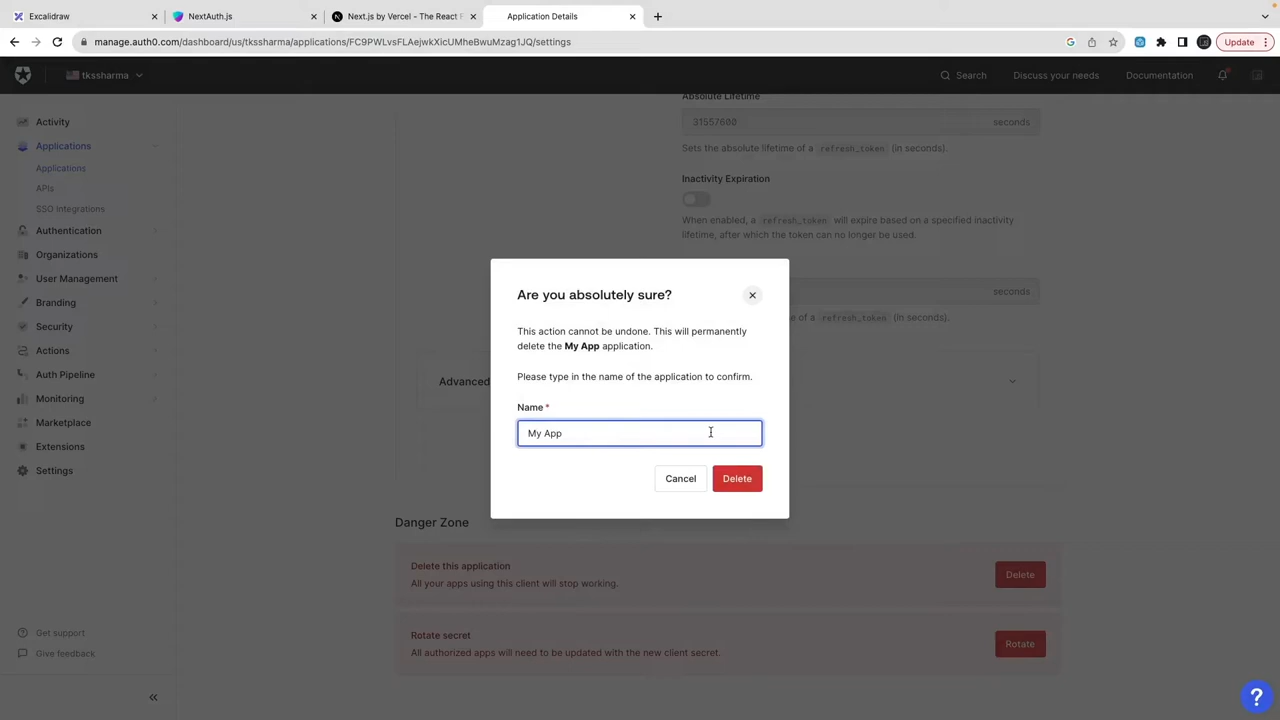 Excalidraw
NextAuth.js
Next.js by Vercel - The React F
Application Details
manage.auth0.com/dashboard/us/tkssharma/applications/FC9PWLvsFLAejwkXicUMheBwuMzag1JQ/settings
Update
tkssharma
Search
Discuss your needs
Documentation
Activity
Applications
Applications
APIs
SSO Integrations
Authentication
Organizations
User Management
Branding
Security
Actions
Auth Pipeline
Monitoring
Marketplace
Extensions
Settings
Get support
Give feedback
Absolute Lifetime
31557600 seconds
Sets the absolute lifetime of a refresh_token (in seconds).
Inactivity Expiration
When enabled, a refresh_token will expire based on a specified inactivity
lifetime, after which the token can no longer be used.
seconds
se of a refresh_token (in seconds).
Advanced
Are you absolutely sure?
This action cannot be undone. This will permanently
delete the My App application.
Please type in the name of the application to confirm.
Name *
My App
Cancel
Delete
Danger Zone
Delete this application
All your apps using this client will stop working.
Delete
Rotate secret
All authorized apps will need to be updated with the new client secret.
Rotate